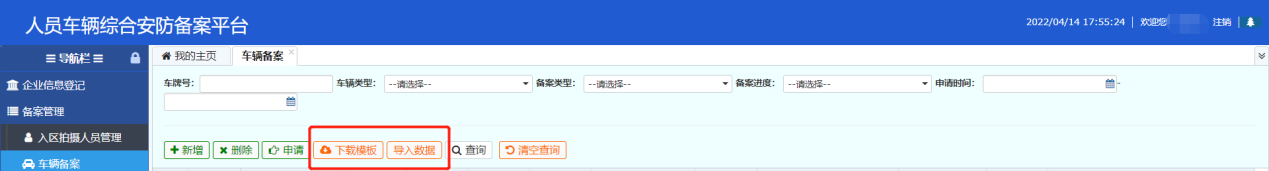 人员车辆综合安防备案平台
2022/04/14 17:55:24 | 欢迎您 注销 |
导航栏
我的主页 车辆备案
企业信息登记
车牌号： 车辆类型： --请选择-- 备案类型： --请选择-- 备案进度： --请选择-- 申请时间： -
备案管理
入区拍摄人员管理
新增 删除 申请 下载模板 导入数据 查询 清空查询
车辆备案